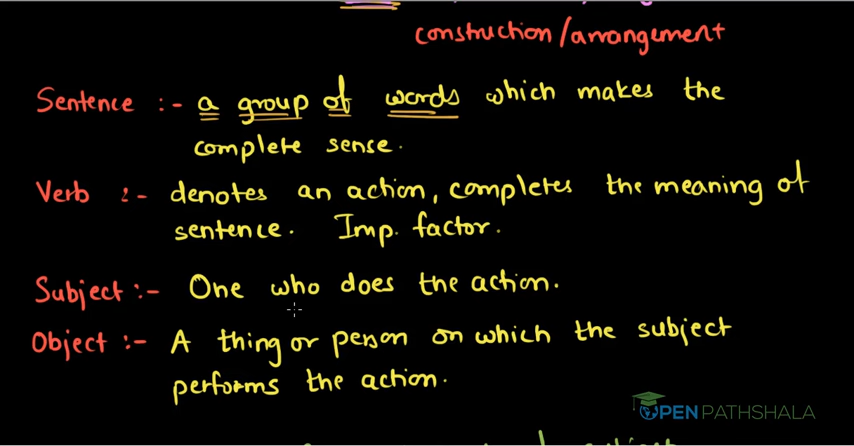 construction/arrangement
Sentence :- a group of words which makes the
complete sense.
Verb :- denotes an action, completes the meaning of
sentence. Imp. factor.
Subject :- One who does the action.
Object :- A thing or person on which the subject
performs the action.
OPENPATHSHALA